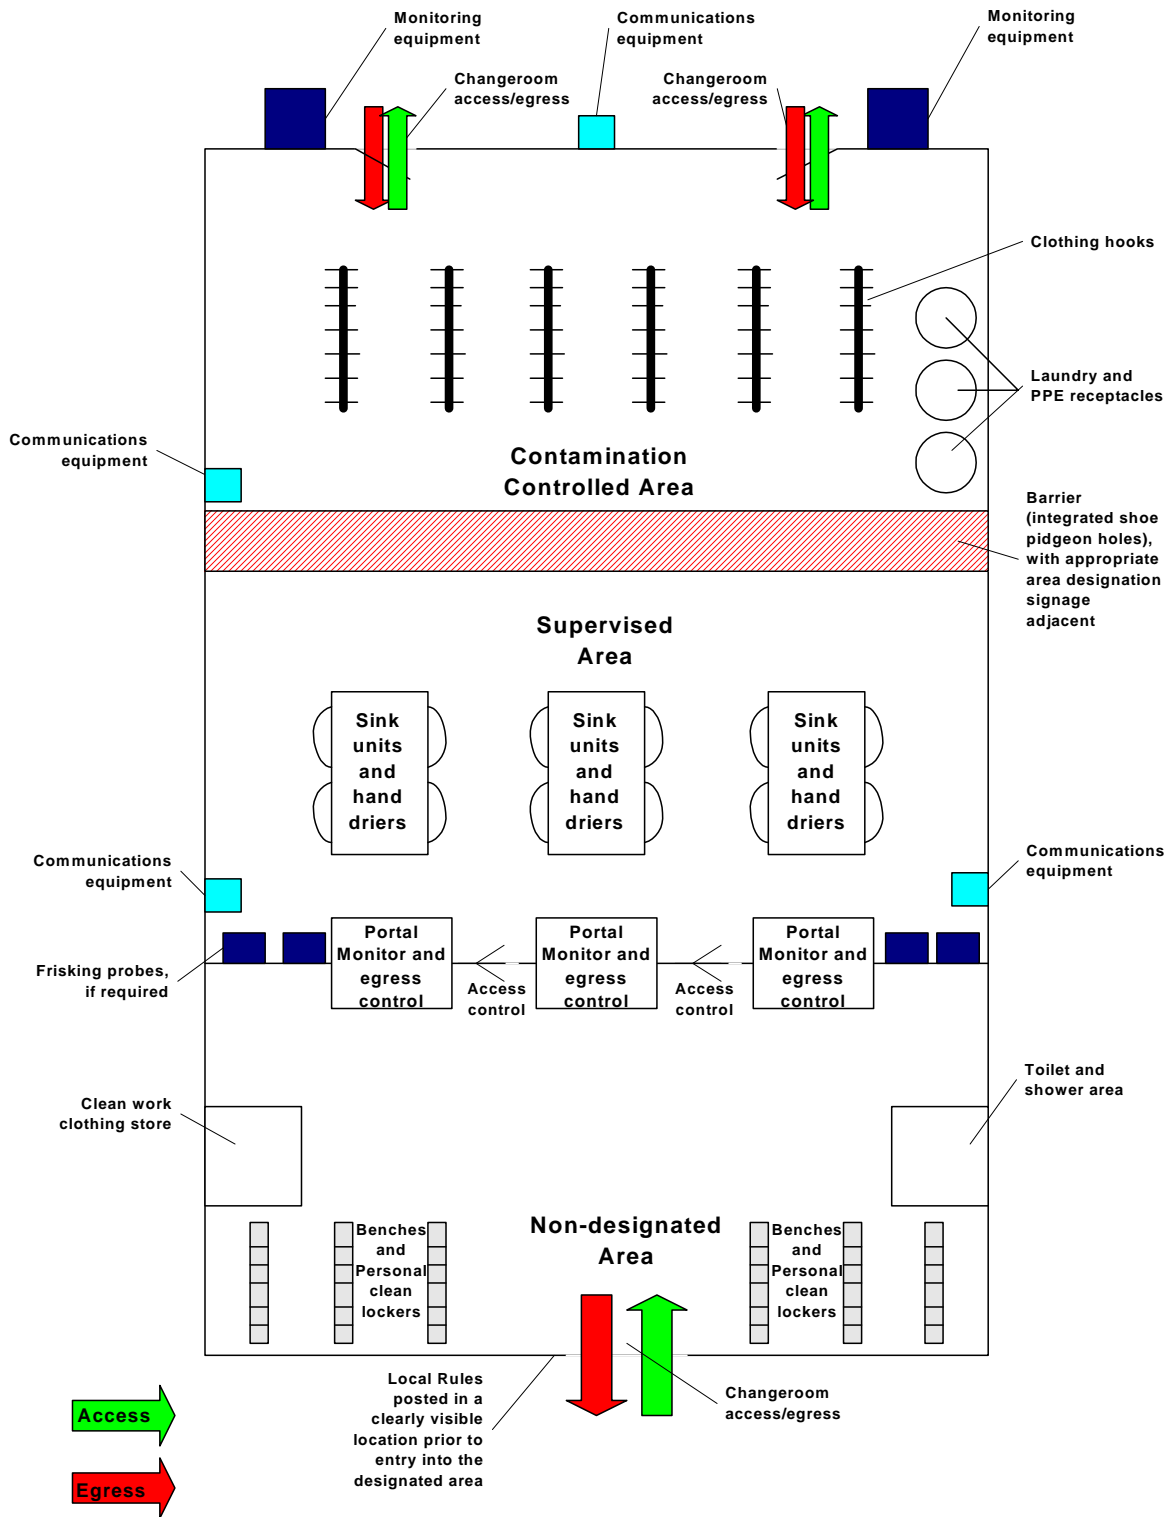 Monitoring
equipment
Communications
equipment
Monitoring
equipment
Changeroom
access/egress
Changeroom
access/egress
Clothing hooks
Laundry and
PPE receptacles
Communications
equipment
Contamination
Controlled Area
Barrier
(integrated shoe
pidgeon holes),
with appropriate
area designation
signage
adjacent
Supervised
Area
Sink
units
and
hand
driers
Sink
units
and
hand
driers
Sink
units
and
hand
driers
Communications
equipment
Communications
equipment
Frisking probes,
if required
Portal
Monitor and
egress
control
Access
control
Portal
Monitor and
egress
control
Access
control
Portal
Monitor and
egress
control
Clean work
clothing store
Toilet and
shower area
Non-designated
Area
Benches
and
Personal
clean
lockers
Benches
and
Personal
clean
lockers
Local Rules
posted in a
clearly visible
location prior to
entry into the
designated area
Changeroom
access/egress
Access
Egress